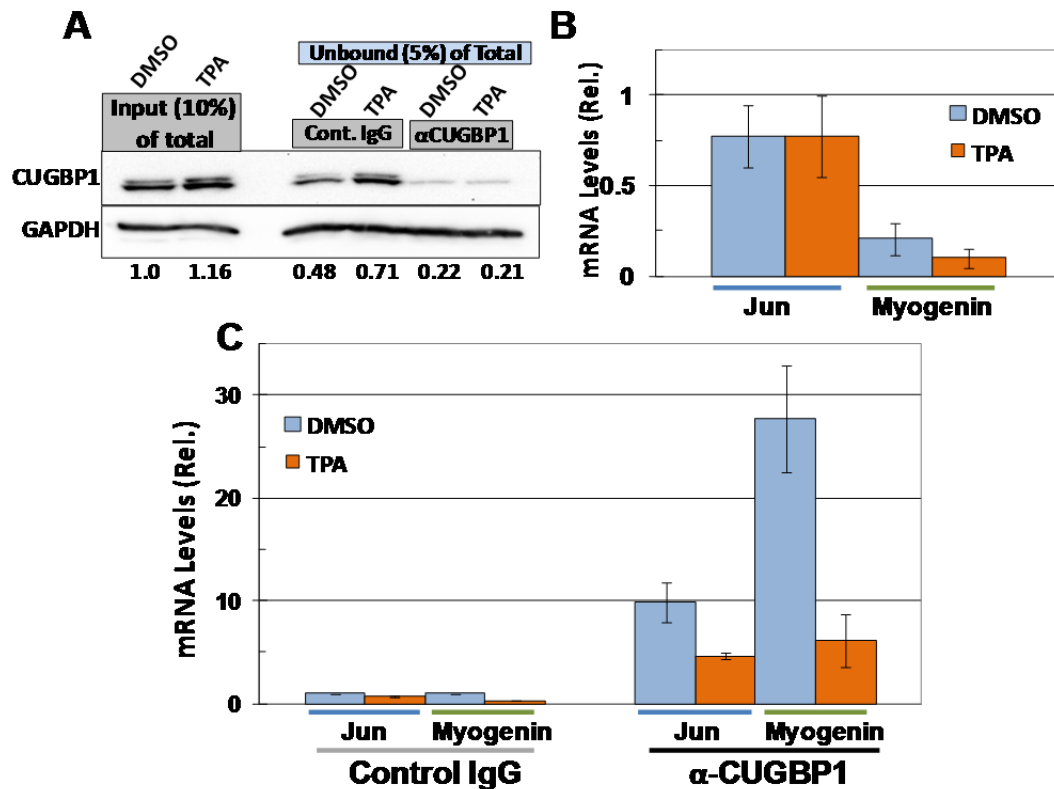 A
DMSO TPA
Unbound (5%) of Total
DMSO TPA DMSO TPA
Input (10%)
of total
Cont. IgG αCUGBP1
CUGBP1
GAPDH
1.0 1.16 0.48 0.71 0.22 0.21
B
mRNA Levels (Rel.)
1
0.5
0
DMSO
TPA
Jun Myogenin
C
mRNA Levels (Rel.)
30
20
10
0
DMSO
TPA
Jun Myogenin Jun Myogenin
Control IgG α-CUGBP1